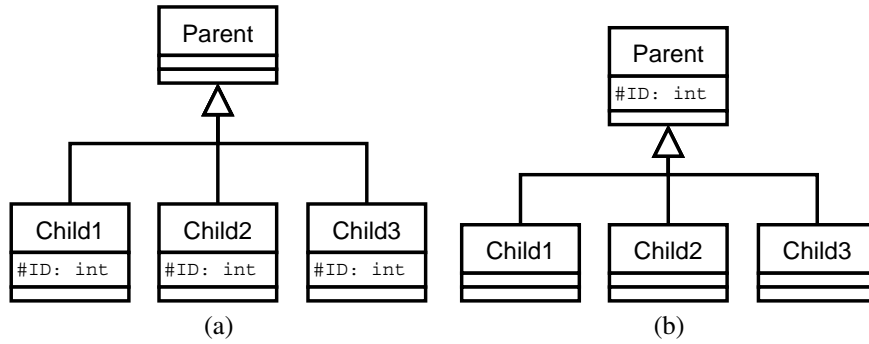 Parent
Child1 Child2 Child3
#ID: int #ID: int #ID: int
(a)
Parent
#ID: int
Child1 Child2 Child3
(b)